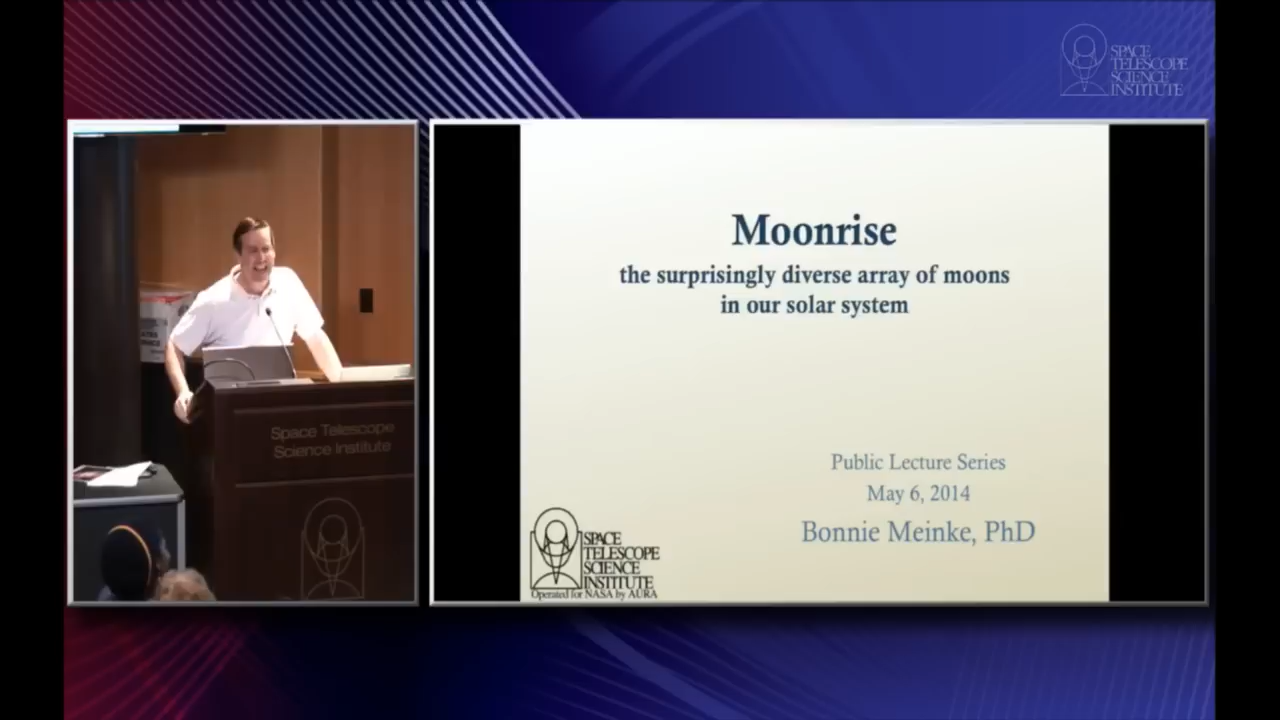 SPACE
TELESCOPE
SCIENCE
INSTITUTE
Moonrise
the surprisingly diverse array of moons
in our solar system
Public Lecture Series
May 6, 2014
Bonnie Meinke, PhD
SPACE
TELESCOPE
SCIENCE
INSTITUTE
Operated for NASA by AURA
Space Telescope
Science Institute